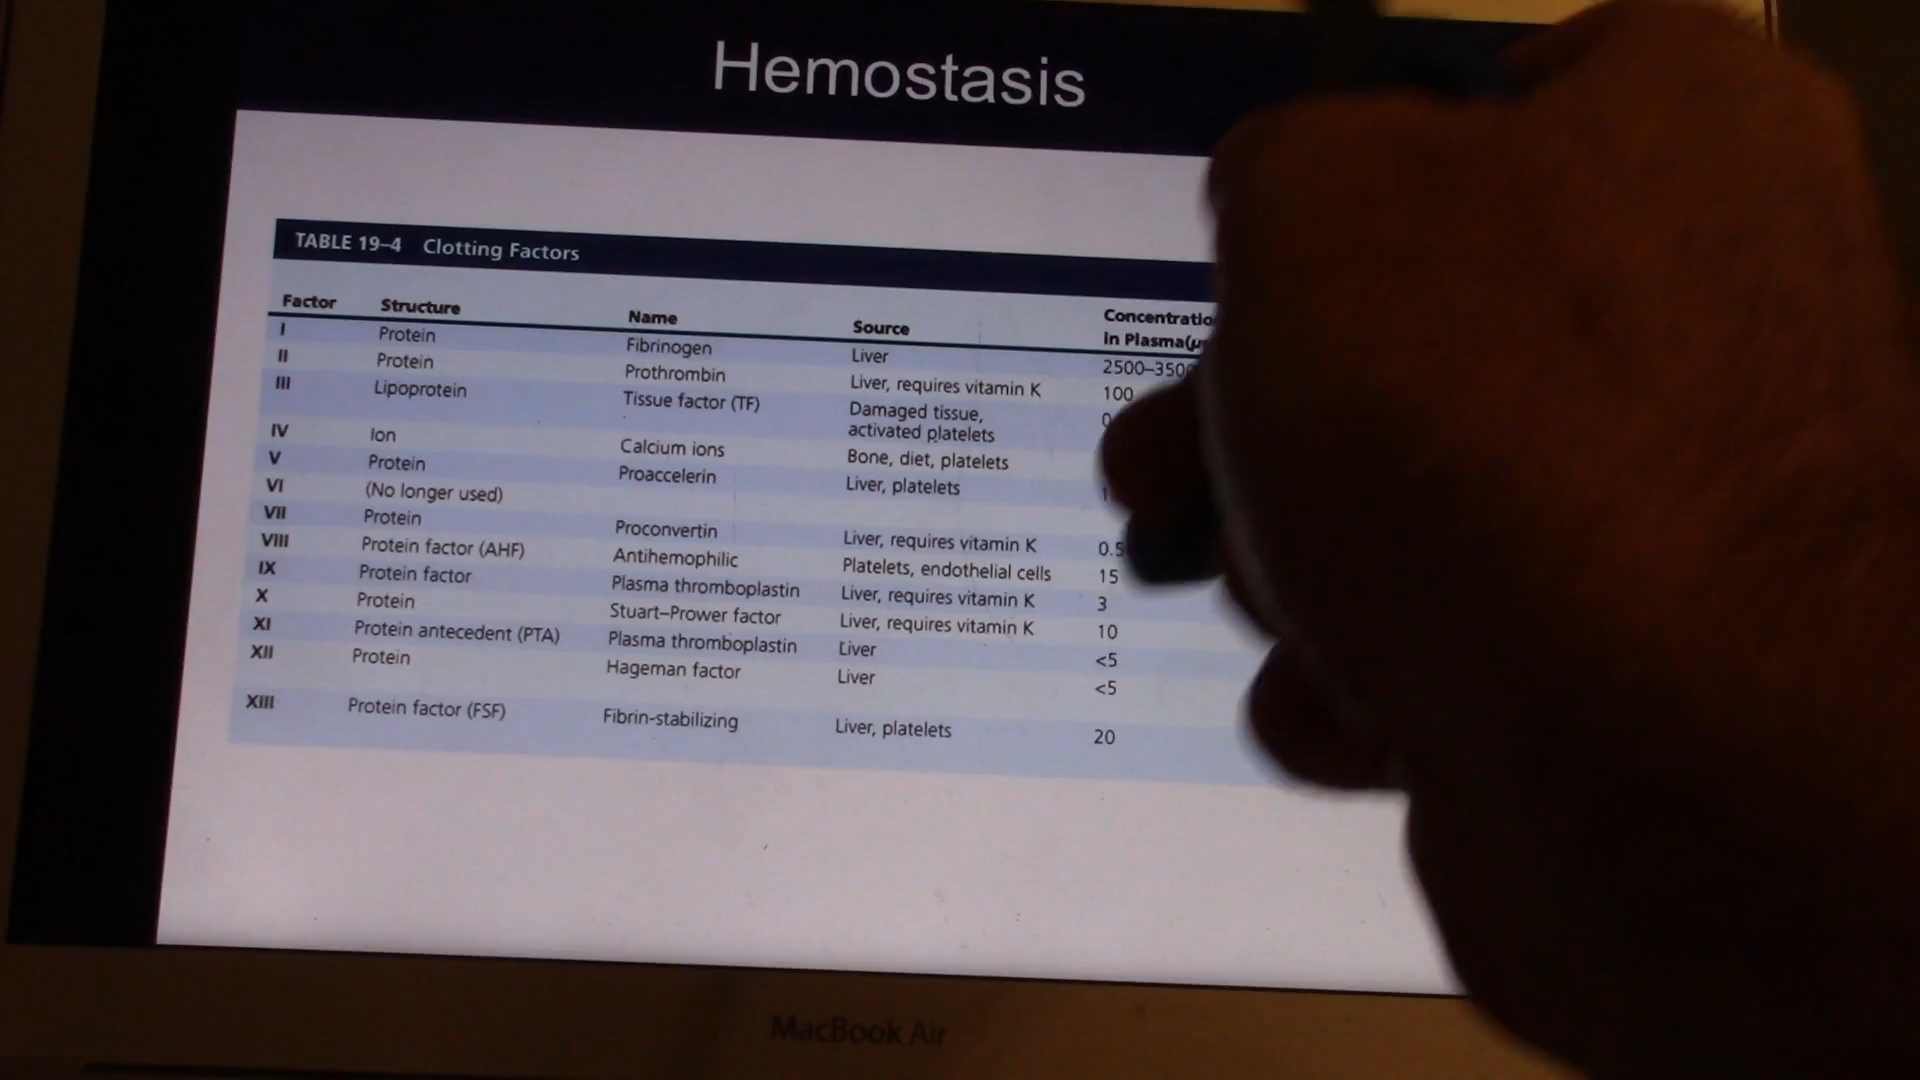 Hemostasis
TABLE 19–4 Clotting Factors
Factor Structure Name Source
in
I Protein Fibrinogen Liver
II Protein Prothrombin Liver, requires vitamin K 100
III Lipoprotein Tissue factor (TF) Damaged tissue,
activated platelets
IV Ion Calcium ions Bone, diet, platelets
V Protein Proaccelerin Liver, platelets
VI (No longer used)
VII Protein Proconvertin Liver, requires vitamin K
VIII Protein factor (AHF) Antihemophilic Platelets, endothelial cells 15
IX Protein factor Plasma thromboplastin Liver, requires vitamin K 3
X Protein Stuart–Prower factor Liver, requires vitamin K 10
XI Protein antecedent (PTA) Plasma thromboplastin Liver <5
XII Protein Hageman factor Liver <5
XIII Protein factor (FSF) Fibrin-stabilizing Liver, platelets 20
MacBook Air